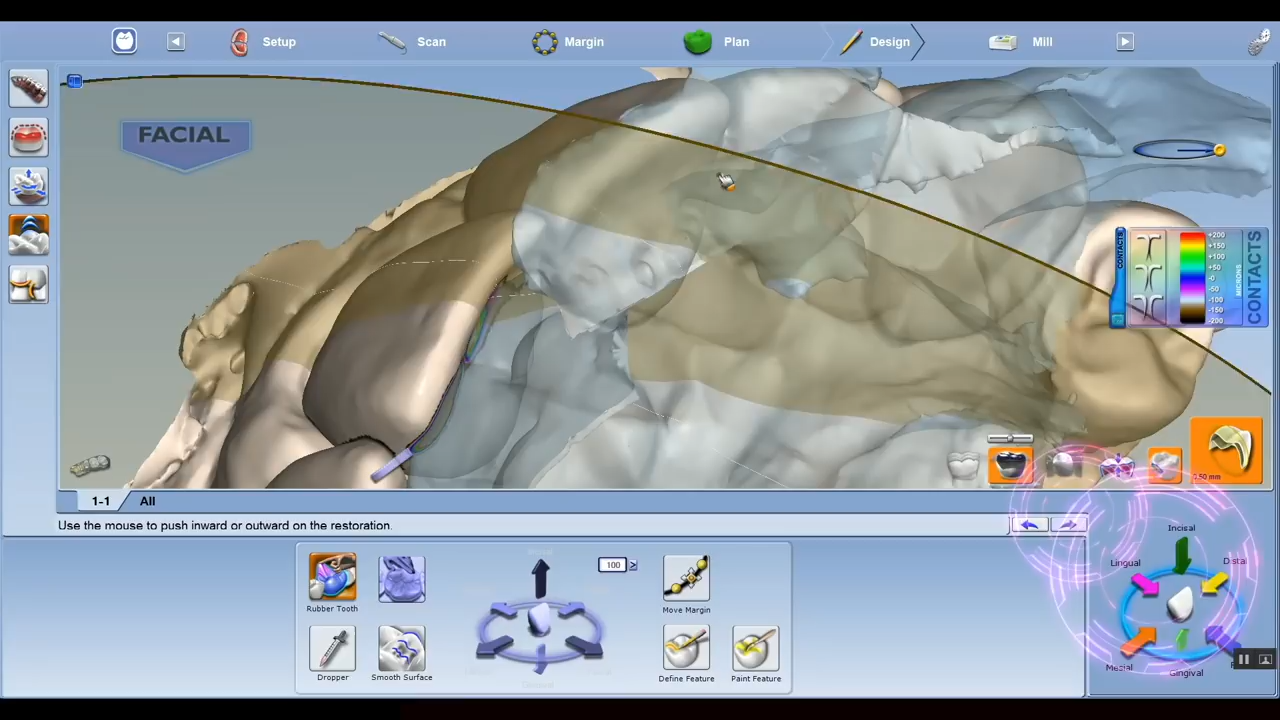 Setup
Scan
Margin
Plan
Design
Mill
FACIAL
CONTACTS
+200
+150
+100
+50
-0
-50
-100
-150
-200
MICRONS
CONTACTS
1-1
All
Use the mouse to push inward or outward on the restoration.
Rubber Tooth
Dropper
Smooth Surface
100
>
Move Margin
Define Feature
Paint Feature
Incisal
Lingual
Distal
Mesial
Gingival